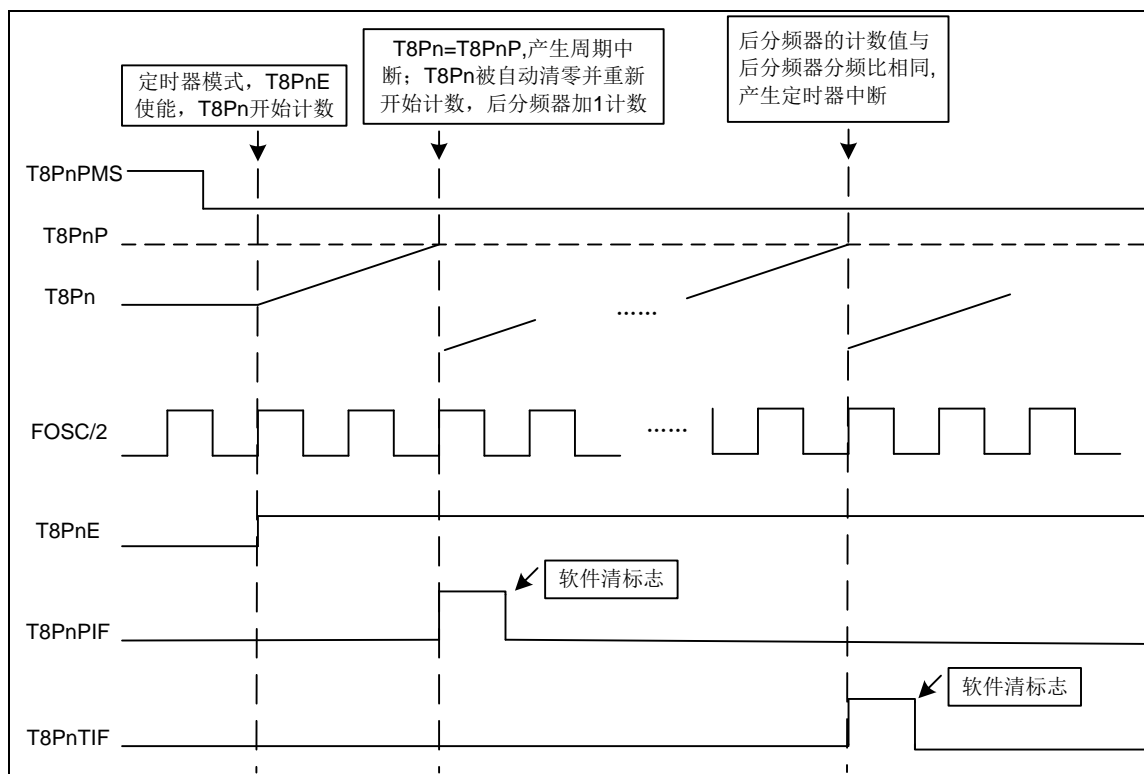 定时器模式，T8PnE
使能，T8Pn开始计数
T8Pn=T8PnP,产生周期中
断；T8Pn被自动清零并重新
开始计数，后分频器加1计数
后分频器的计数值与
后分频器分频比相同,
产生定时器中断
T8PnPMS
T8PnP
T8Pn
......
FOSC/2
......
T8PnE
软件清标志
T8PnPIF
软件清标志
T8PnTIF